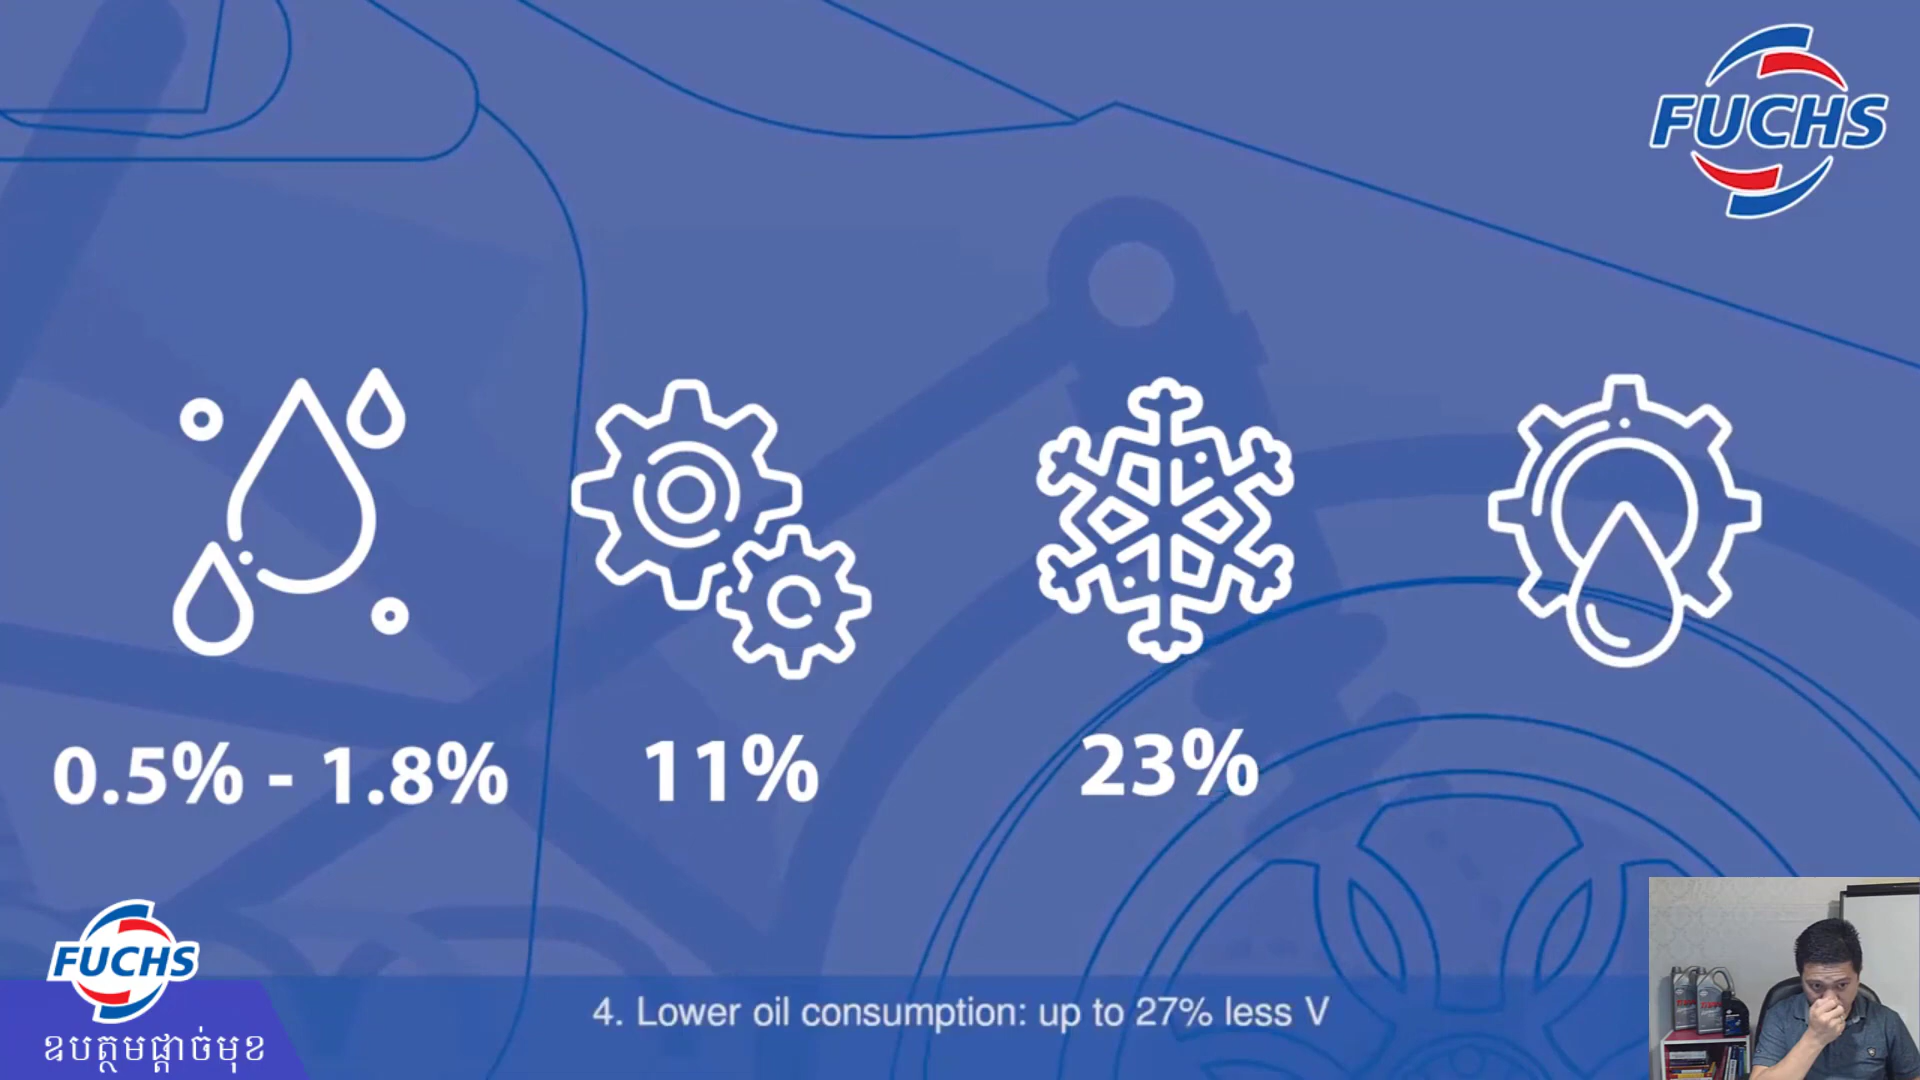 FUCHS
0.5% - 1.8%
11%
23%
FUCHS
ឧបត្ថមផ្តាច់មុខ
4. Lower oil consumption: up to 27% less V